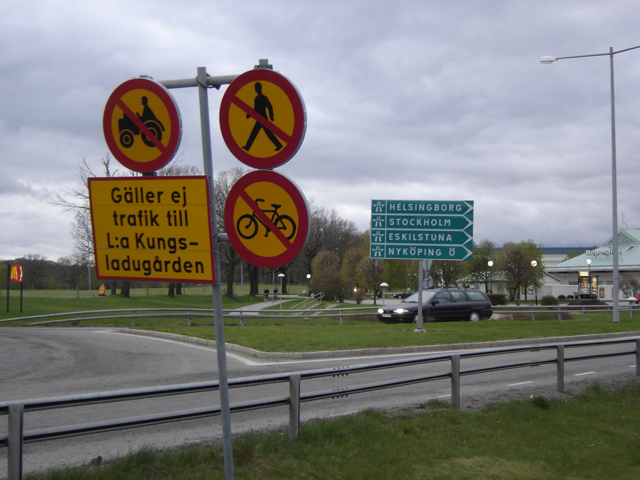 Gäller ej
trafik till
L:a Kungs-
ladugården
HELSINGBORG
STOCKHOLM
ESKILSTUNA
NYKÖPING Ö